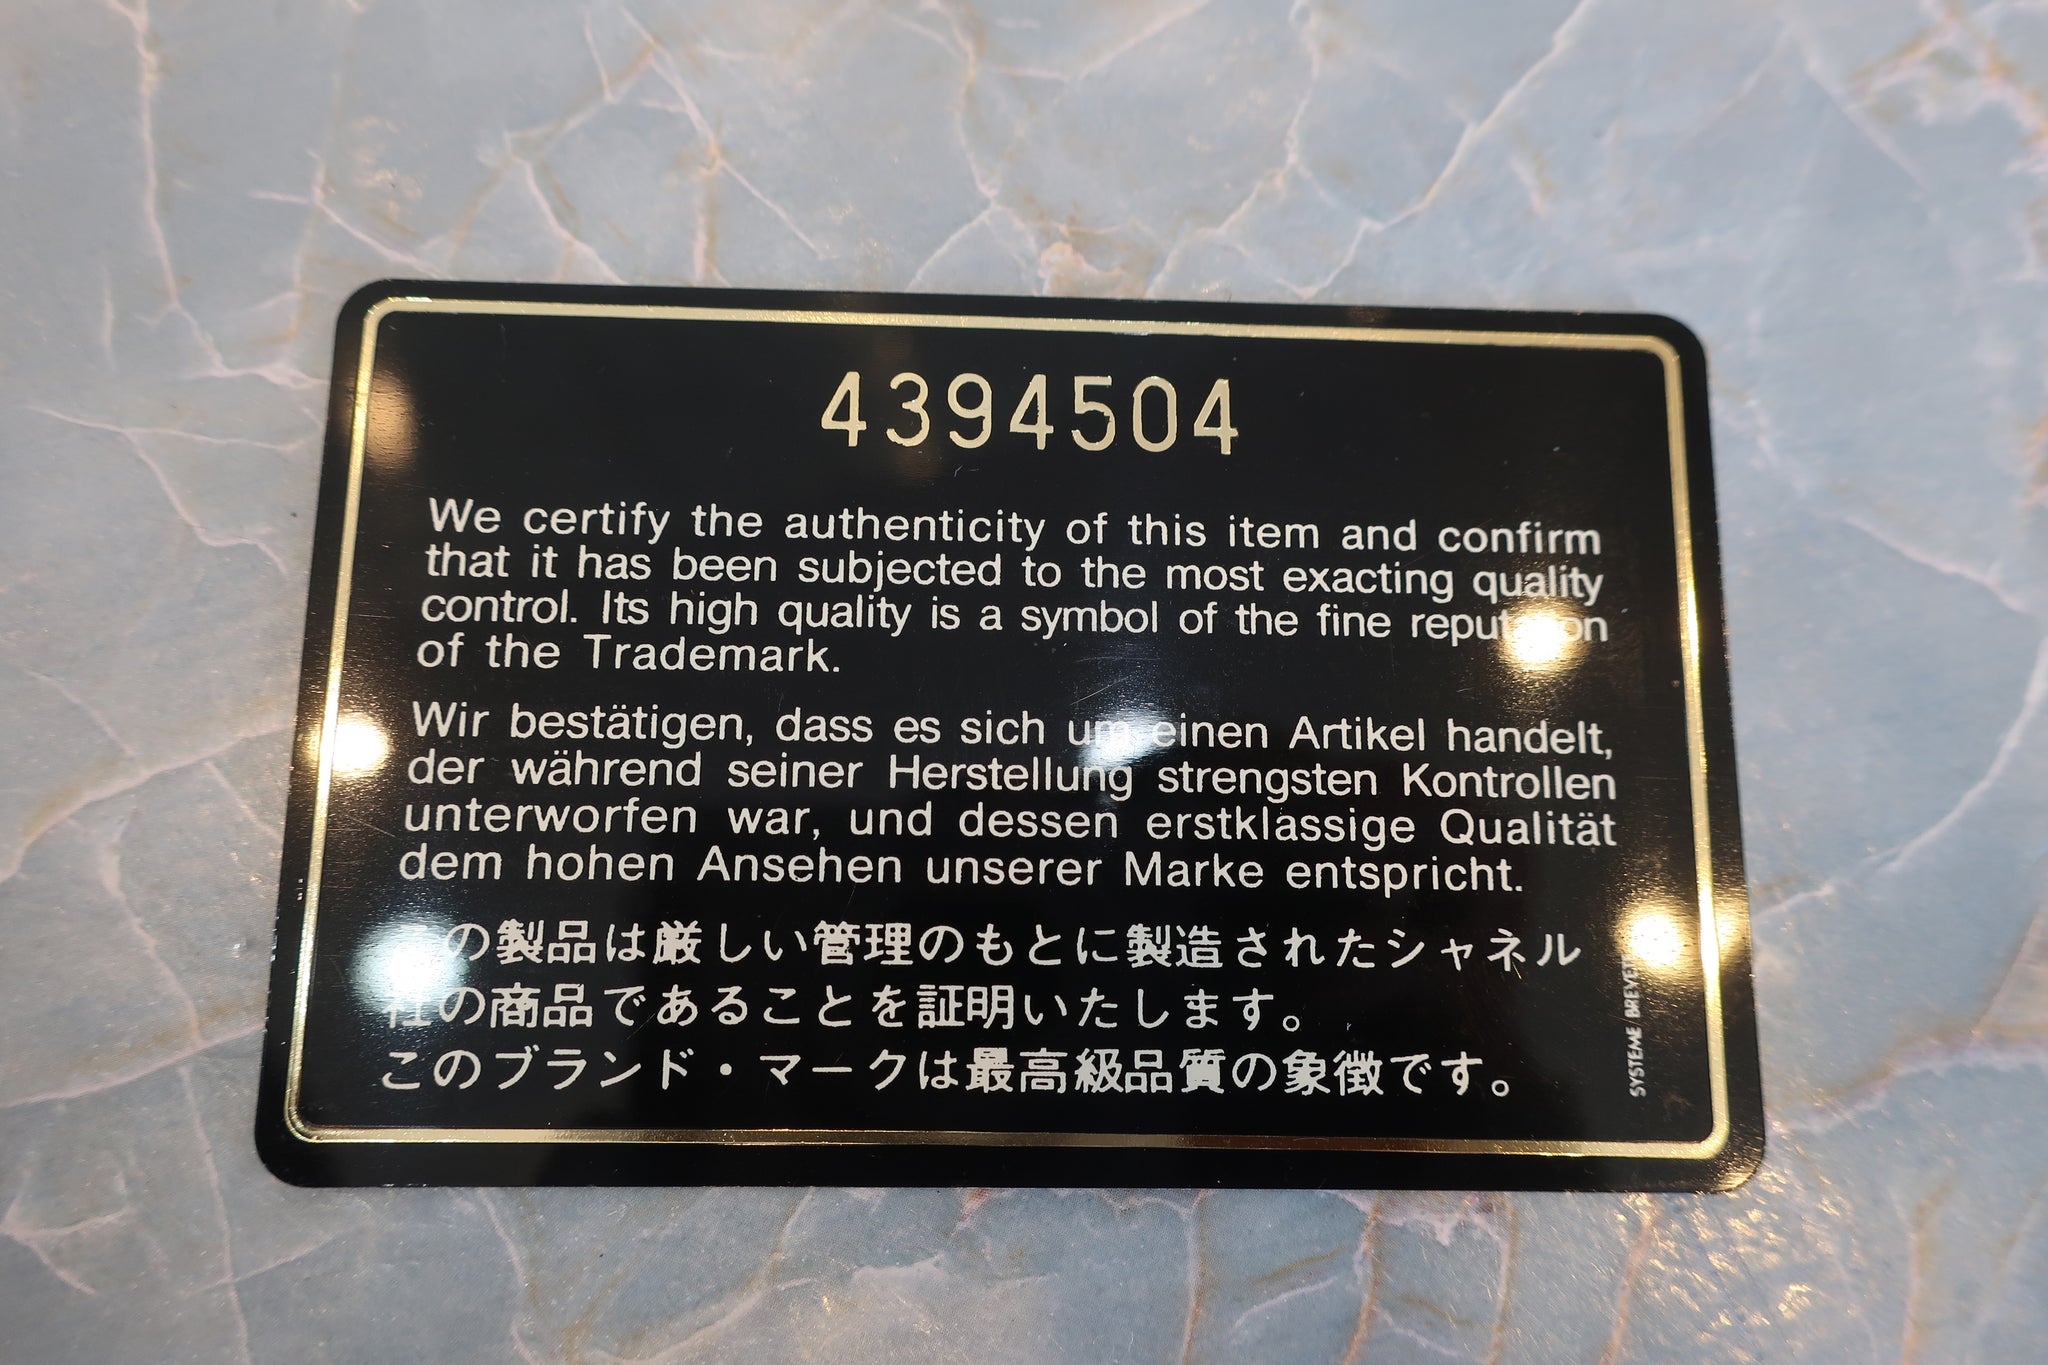 4394504
We certify the authenticity of this item and confirm
that it has been subjected to the most exacting quality
control. Its high quality is a symbol of the fine reputation
of the Trademark.
Wir bestätigen, dass es sich um einen Artikel handelt,
der während seiner Herstellung strengsten Kontrollen
unterworfen war, und dessen erstklassige Qualität
dem hohen Ansehen unserer Marke entspricht.
この製品は厳しい管理のもとに製造されたシャネル
社の商品であることを証明いたします。
このブランド・マークは最高級品質の象徴です。
SYSTEME BREVETE